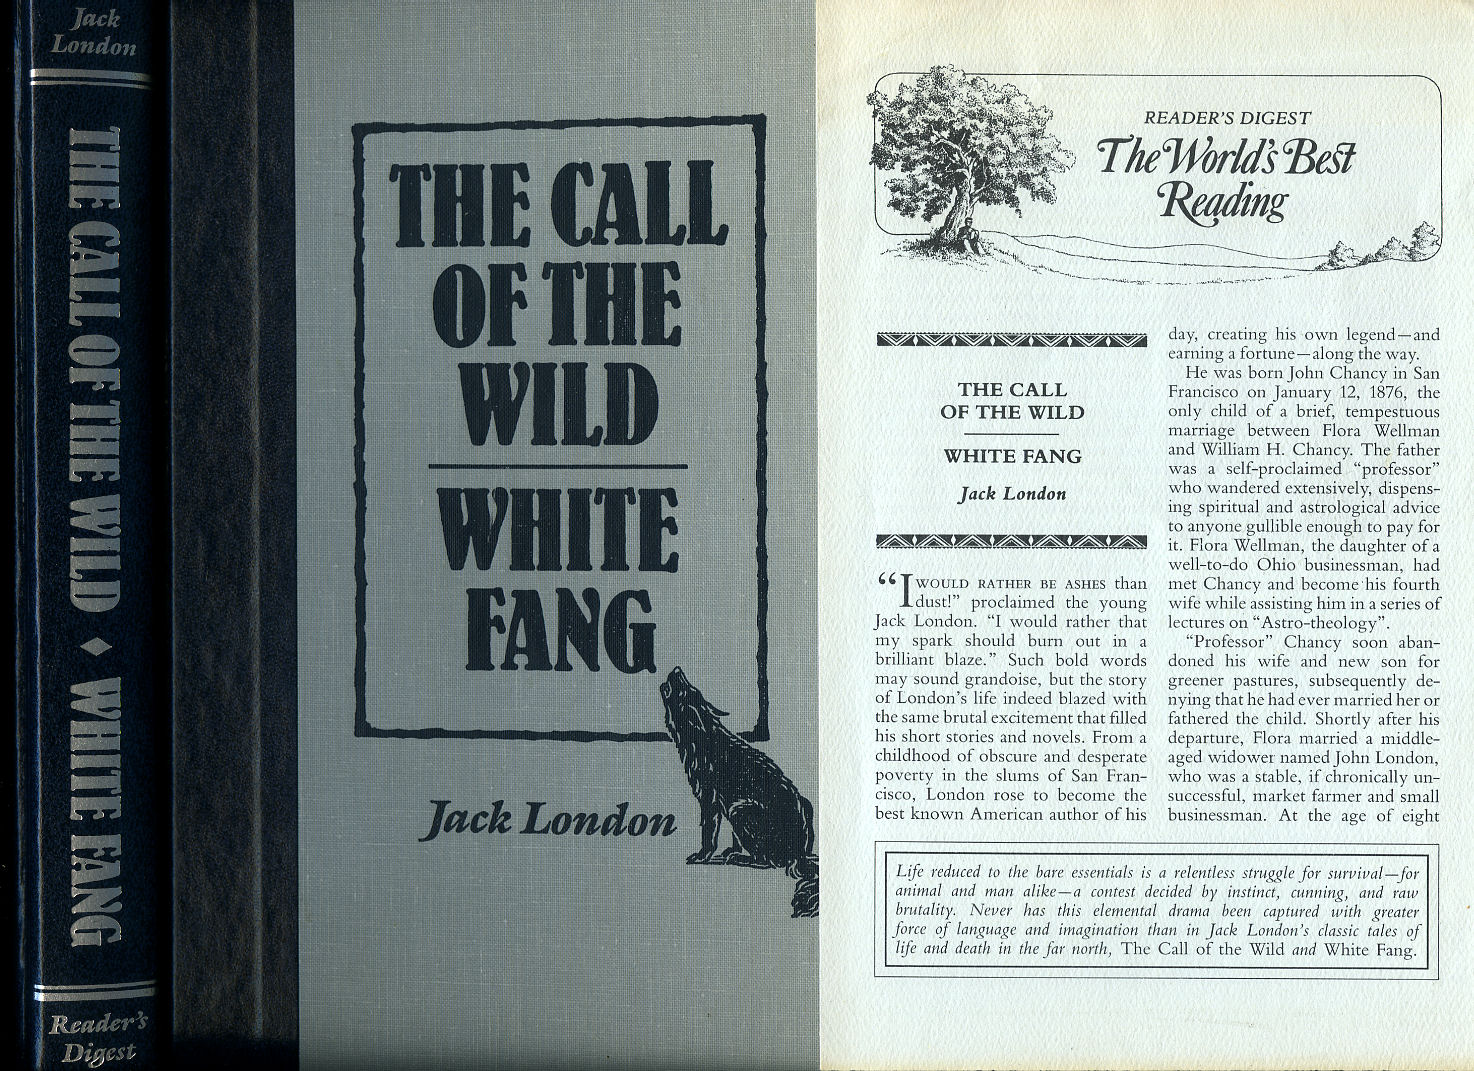 Jack
London
THE CALL OF THE WILD ♦ WHITE FANG
Reader's
Digest
THE CALL
OF THE
WILD
WHITE
FANG
Jack London
READER'S DIGEST
The World's Best
Reading
THE CALL
OF THE WILD
WHITE FANG
Jack London
“I WOULD RATHER BE ASHES than
dust!” proclaimed the young
Jack London. “I would rather that
my spark should burn out in a
brilliant blaze.” Such bold words
may sound grandoise, but the story
of London's life indeed blazed with
the same brutal excitement that filled
his short stories and novels. From a
childhood of obscure and desperate
poverty in the slums of San Fran-
cisco, London rose to become the
best known American author of his
day, creating his own legend—and
earning a fortune—along the way.
He was born John Chancy in San
Francisco on January 12, 1876, the
only child of a brief, tempestuous
marriage between Flora Wellman
and William H. Chancy. The father
was a self-proclaimed “professor”
who wandered extensively, dispens-
ing spiritual and astrological advice
to anyone gullible enough to pay for
it. Flora Wellman, the daughter of a
well-to-do Ohio businessman, had
met Chancy and become his fourth
wife while assisting him in a series of
lectures on “Astro-theology”.
“Professor” Chancy soon aban-
doned his wife and new son for
greener pastures, subsequently de-
nying that he had ever married her or
fathered the child. Shortly after his
departure, Flora married a middle-
aged widower named John London,
who was a stable, if chronically un-
successful, market farmer and small
businessman. At the age of eight
Life reduced to the bare essentials is a relentless struggle for survival—for
animal and man alike—a contest decided by instinct, cunning, and raw
brutality. Never has this elemental drama been captured with greater
force of language and imagination than in Jack London's classic tales of
life and death in the far north, The Call of the Wild and White Fang.